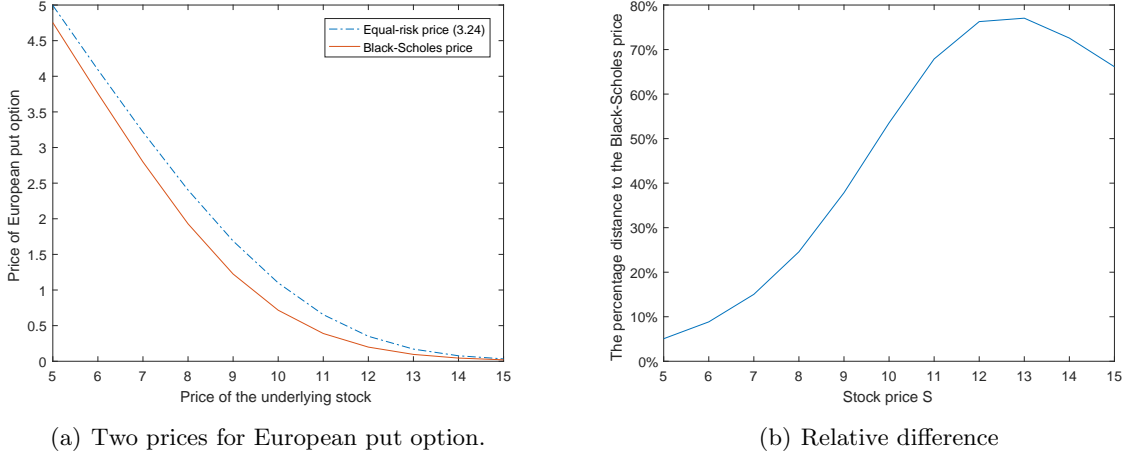 5
4.5
4
3.5
3
2.5
2
1.5
1
0.5
0
Price of European put option
Equal-risk price (3.24)
Black-Scholes price
5 6 7 8 9 10 11 12 13 14 15
Price of the underlying stock
(a) Two prices for European put option.
80%
70%
60%
50%
40%
30%
20%
10%
0%
The percentage distance to the Black-Scholes price
5 6 7 8 9 10 11 12 13 14 15
Stock price S
(b) Relative difference